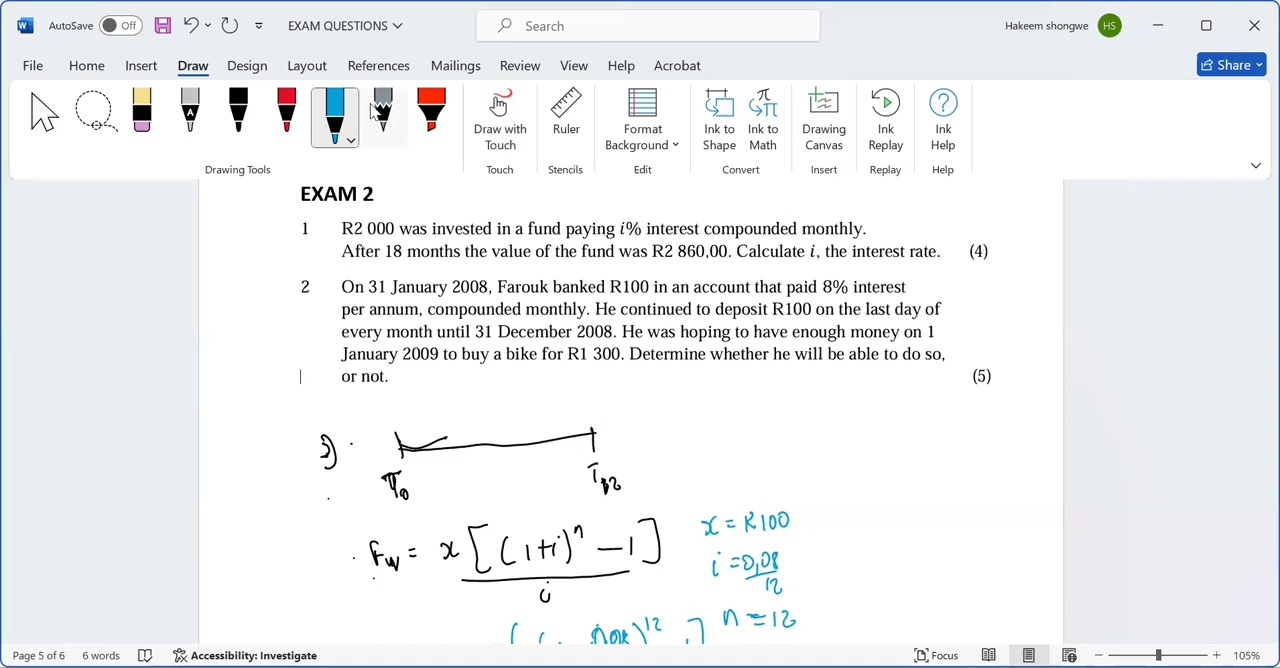 AutoSave Off EXAM QUESTIONS Search Hakeem shongwe HS
File Home Insert Draw Design Layout References Mailings Review View Help Acrobat Share
A
Draw with Touch Ruler Format Background Ink to Shape Ink to Math Drawing Canvas Ink Replay Ink Help
Drawing Tools Touch Stencils Edit Convert Insert Replay Help
EXAM 2
1 R2 000 was invested in a fund paying i% interest compounded monthly.
After 18 months the value of the fund was R2 860,00. Calculate i, the interest rate. (4)
2 On 31 January 2008, Farouk banked R100 in an account that paid 8% interest
per annum, compounded monthly. He continued to deposit R100 on the last day of
every month until 31 December 2008. He was hoping to have enough money on 1
January 2009 to buy a bike for R1 300. Determine whether he will be able to do so,
or not. (5)
2)
T0 T12
Fv = x[(1+i)^n − 1]
i
x = R100
i = 0,08
12
n = 12
Page 5 of 6 6 words Accessibility: Investigate Focus 105%